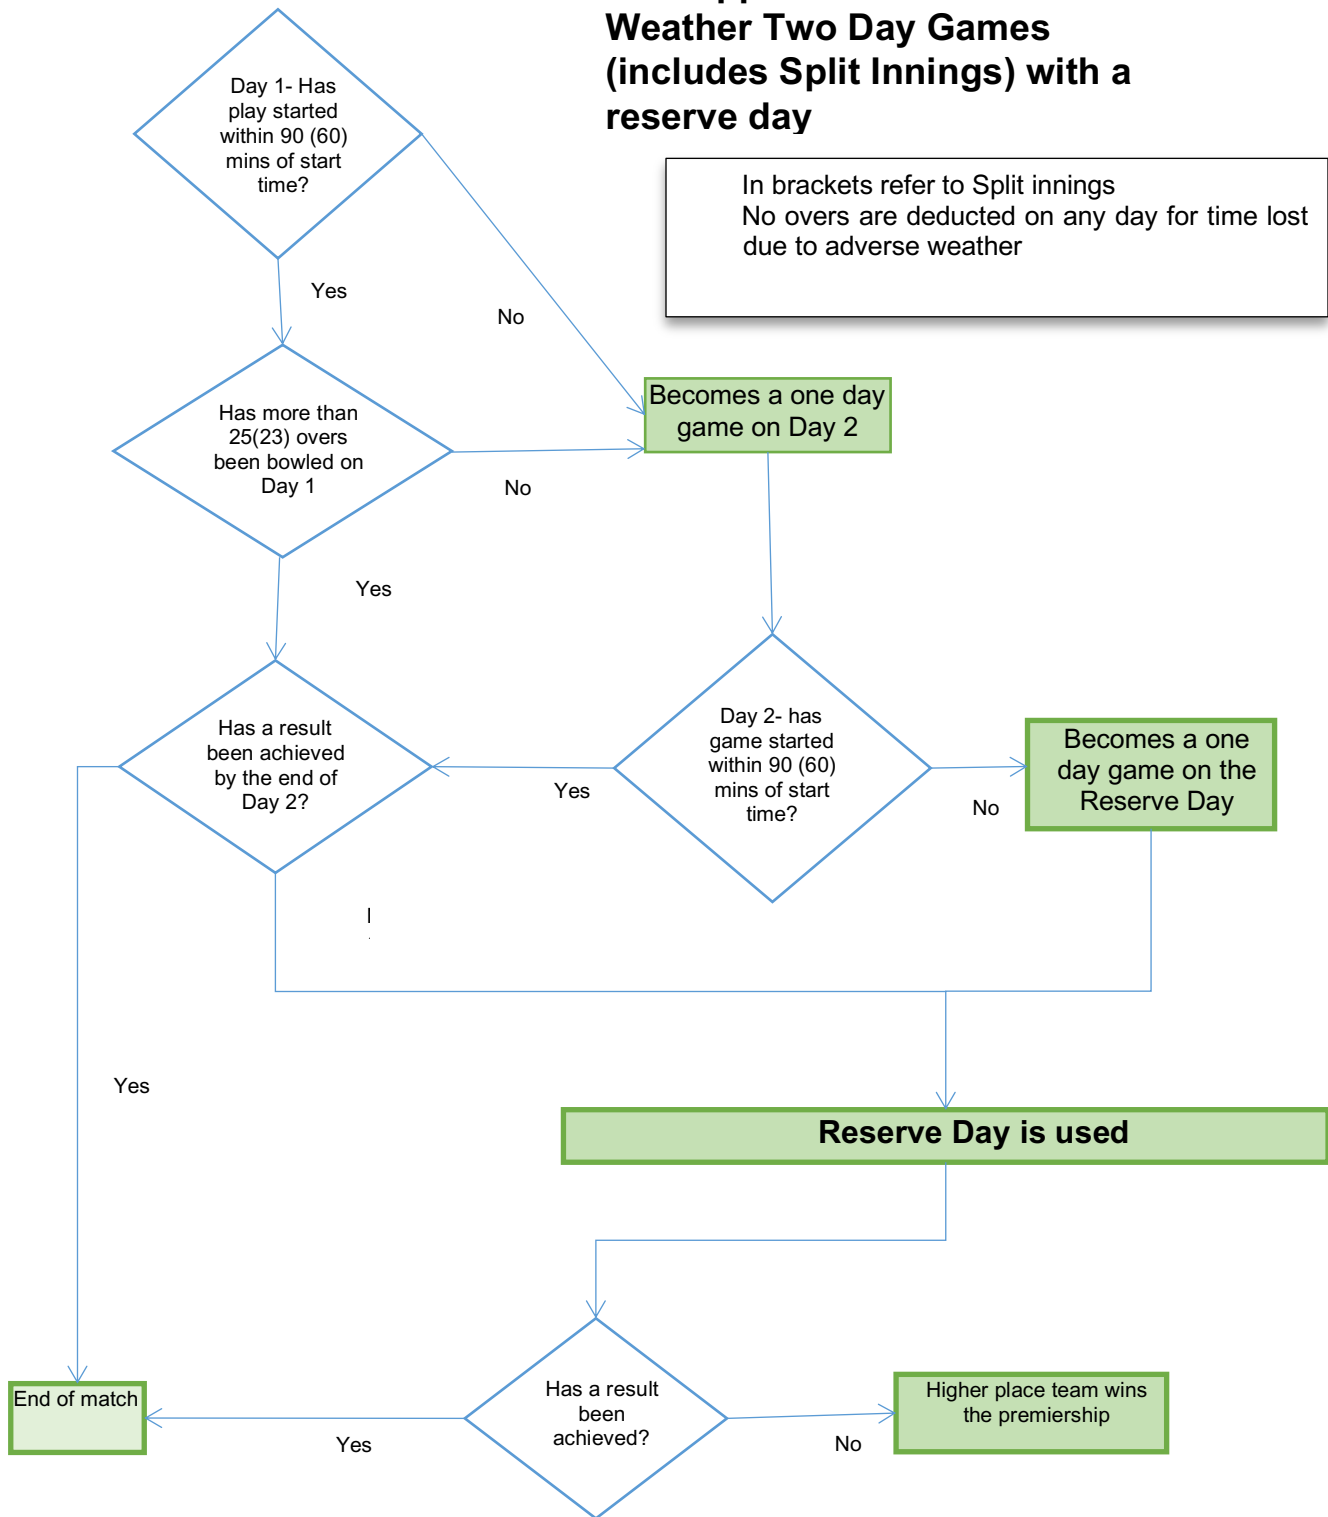 Weather Two Day Games
(includes Split Innings) with a
reserve day
In brackets refer to Split innings
No overs are deducted on any day for time lost
due to adverse weather
Day 1- Has
play started
within 90 (60)
mins of start
time?
Yes
No
Becomes a one day
game on Day 2
Has more than
25(23) overs
been bowled on
Day 1
No
Yes
Has a result
been achieved
by the end of
Day 2?
Yes
Day 2- has
game started
within 90 (60)
mins of start
time?
No
Becomes a one
day game on the
Reserve Day
Yes
Reserve Day is used
End of match
Yes
Has a result
been
achieved?
No
Higher place team wins
the premiership